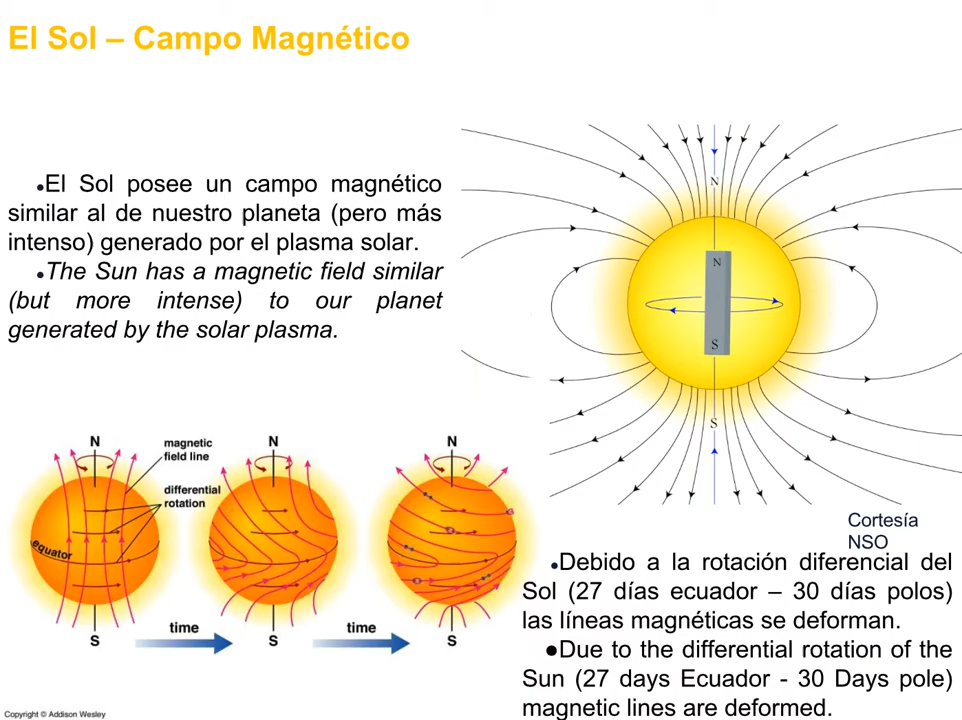 El Sol – Campo Magnético
●El Sol posee un campo magnético
similar al de nuestro planeta (pero más
intenso) generado por el plasma solar.
●The Sun has a magnetic field similar
(but more intense) to our planet
generated by the solar plasma.
N
N
S
S
N
magnetic
field line
differential
rotation
equator
S
time
N
S
time
N
S
Cortesía
NSO
●Debido a la rotación diferencial del
Sol (27 días ecuador – 30 días polos)
las líneas magnéticas se deforman.
●Due to the differential rotation of the
Sun (27 days Ecuador - 30 Days pole)
magnetic lines are deformed.
Copyright © Addison Wesley